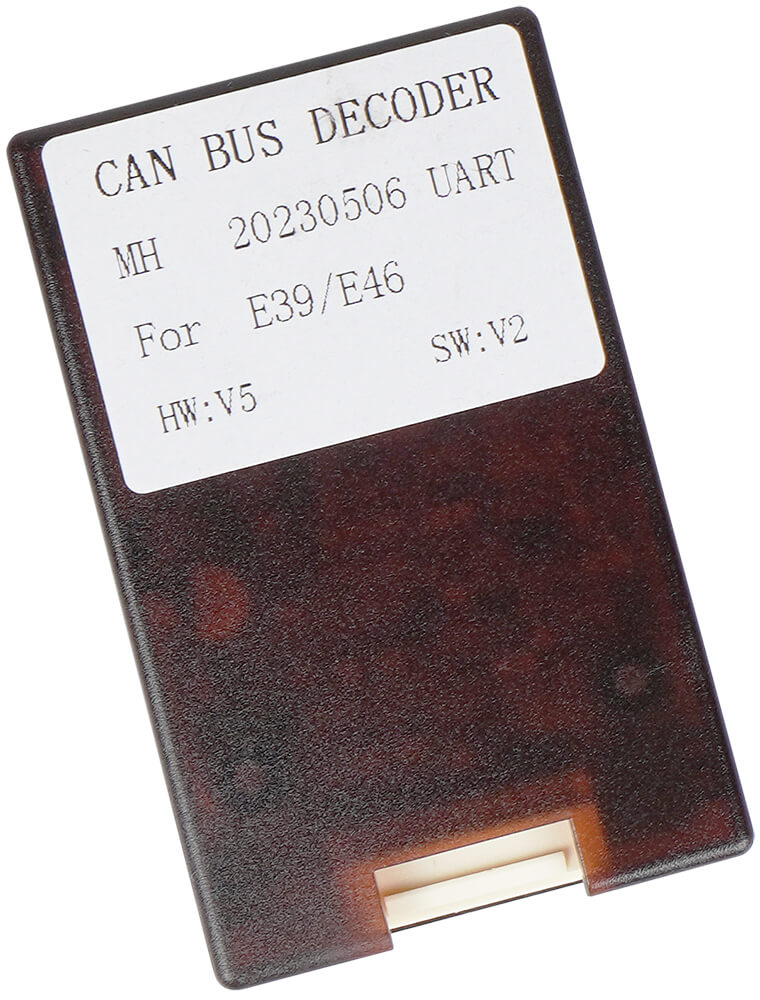 CAN BUS DECODER
MH 20230506 UART
For E39/E46
HW:V5 SW:V2